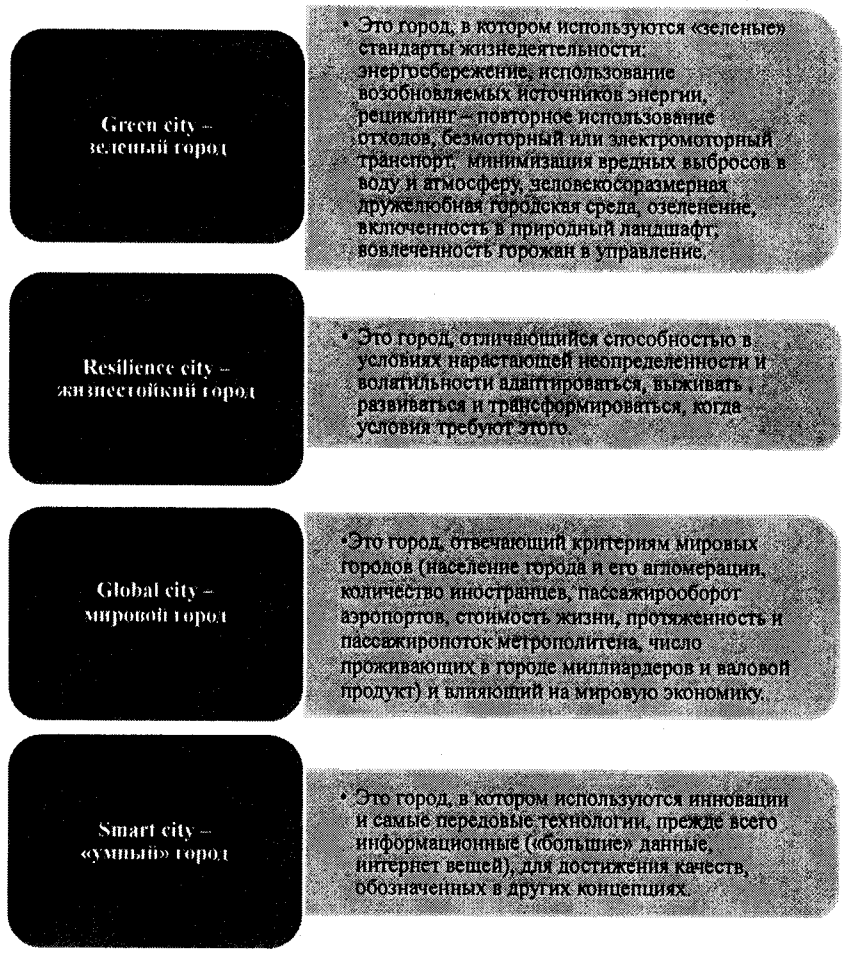 Green city –
зеленый город
• Это город, в котором используются «зеленые»
стандарты жизнедеятельности:
энергосбережение, использование
возобновляемых источников энергии,
рециклинг – повторное использование
отходов, безмоторный или электромоторный
транспорт, минимизация вредных выбросов в
воду и атмосферу, человекосоразмерная
дружелюбная городская среда, озеленение,
включенность в природный ландшафт,
вовлеченность горожан в управление.
Resilience city –
жизнестойкий город
• Это город, отличающийся способностью в
условиях нарастающей неопределенности и
волатильности адаптироваться, выживать ,
развиваться и трансформироваться, когда
условия требуют этого.
Global city –
мировой город
•Это город, отвечающий критериям мировых
городов (население города и его агломерации,
количество иностранцев, пассажирооборот
аэропортов, стоимость жизни, протяженность и
пассажиропоток метрополитена, число
проживающих в городе миллиардеров и валовой
продукт) и влияющий на мировую экономику.
Smart city –
«умный» город
• Это город, в котором используются инновации
и самые передовые технологии, прежде всего
информационные («большие» данные,
интернет вещей), для достижения качеств,
обозначенных в других концепциях.